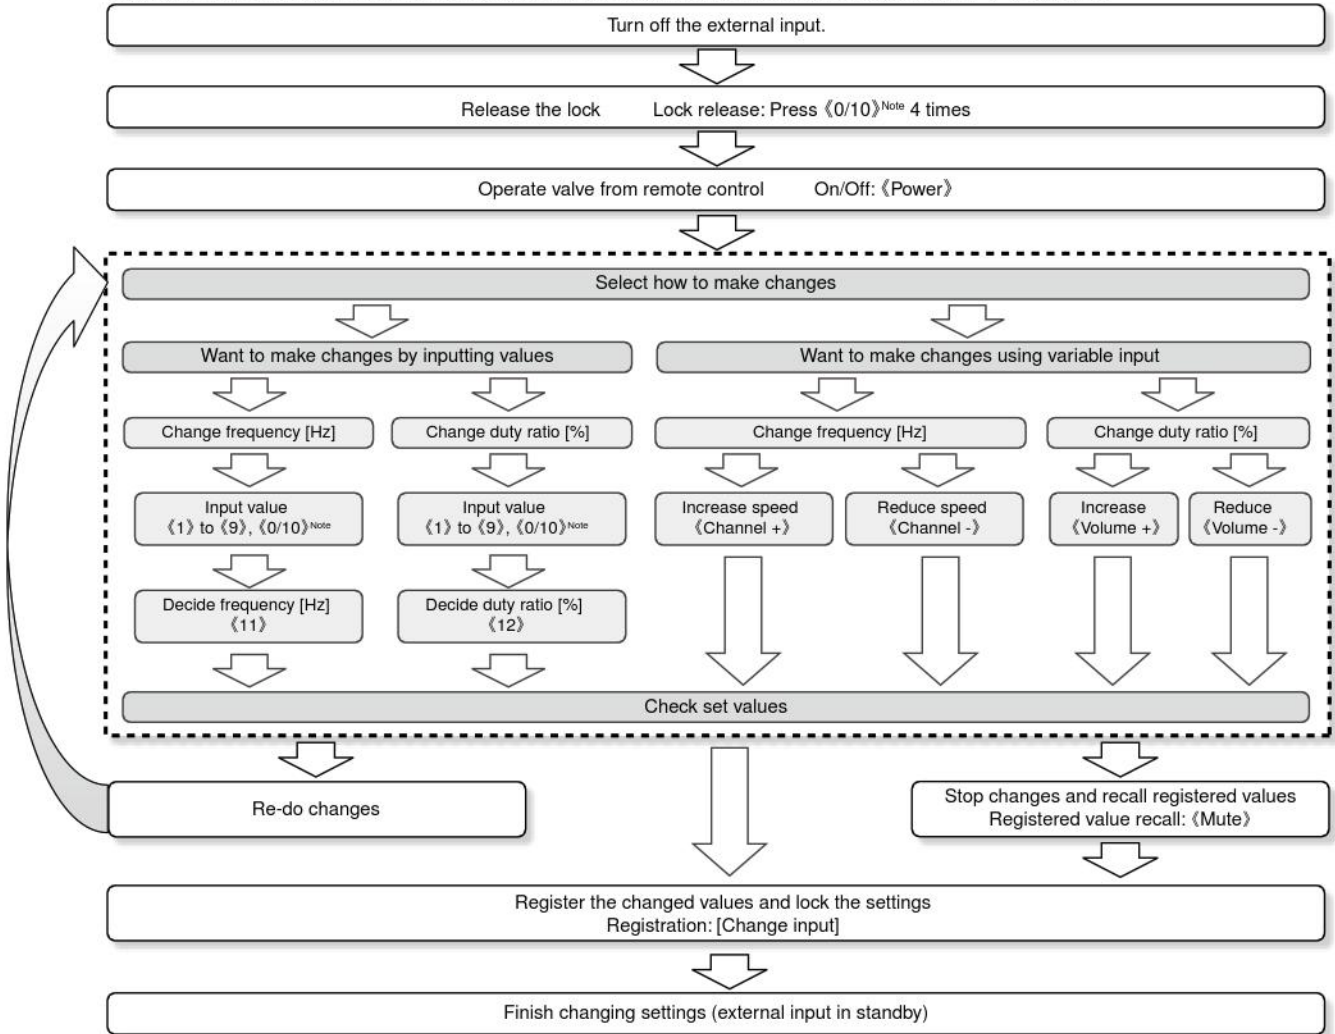 Turn off the external input.
Release the lock Lock release: Press 《0/10》Note 4 times
Operate valve from remote control On/Off: 《Power》
Select how to make changes
Want to make changes by inputting values
Want to make changes using variable input
Change frequency [Hz]
Change duty ratio [%]
Change frequency [Hz]
Change duty ratio [%]
Input value
《1》 to 《9》, 《0/10》Note
Input value
《1》 to 《9》, 《0/10》Note
Increase speed
《Channel +》
Reduce speed
《Channel -》
Increase
《Volume +》
Reduce
《Volume -》
Decide frequency [Hz]
《11》
Decide duty ratio [%]
《12》
Check set values
Re-do changes
Stop changes and recall registered values
Registered value recall: 《Mute》
Register the changed values and lock the settings
Registration: [Change input]
Finish changing settings (external input in standby)